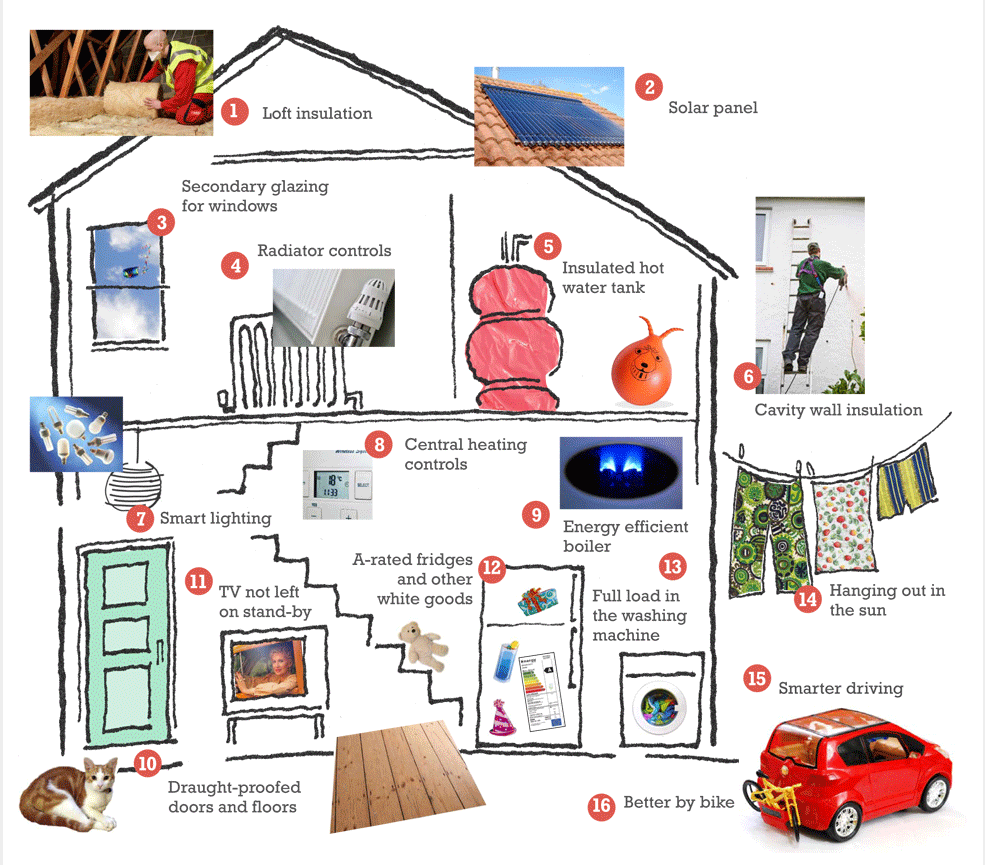 1
Loft insulation
2
Solar panel
Secondary glazing
for windows
3
4
Radiator controls
5
Insulated hot
water tank
6
Cavity wall insulation
7
Smart lighting
8
Central heating
controls
18°C
11:33
SELECT
9
Energy efficient
boiler
10
Draught-proofed
doors and floors
11
TV not left
on stand-by
A-rated fridges
and other
white goods
12
Energy
A
13
Full load in
the washing
machine
14
Hanging out in
the sun
15
Smarter driving
16
Better by bike